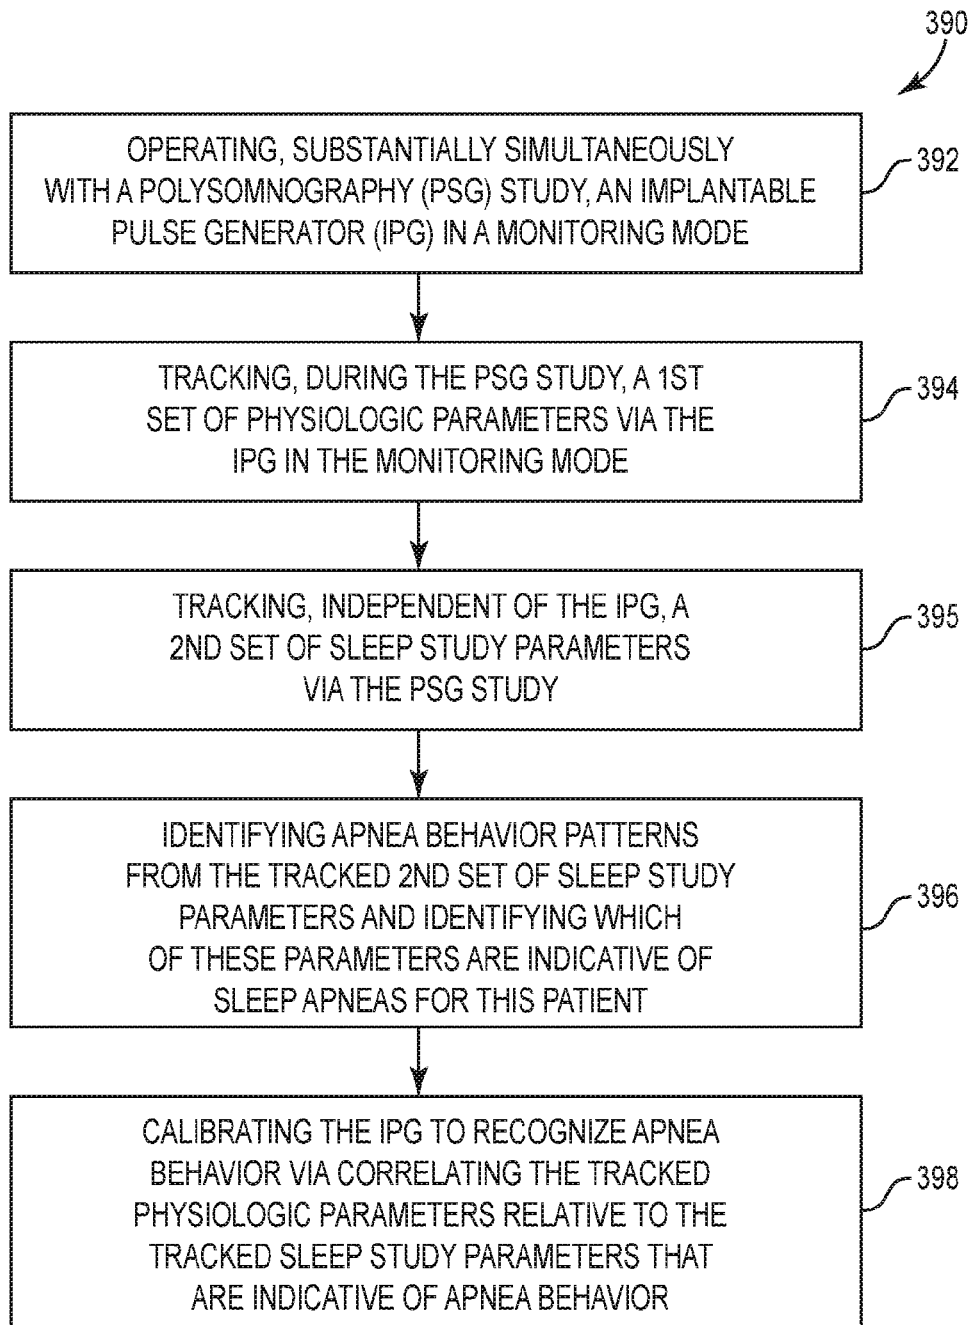 390
OPERATING, SUBSTANTIALLY SIMULTANEOUSLY
WITH A POLYSOMNOGRAPHY (PSG) STUDY, AN IMPLANTABLE
PULSE GENERATOR (IPG) IN A MONITORING MODE
392
TRACKING, DURING THE PSG STUDY, A 1ST
SET OF PHYSIOLOGIC PARAMETERS VIA THE
IPG IN THE MONITORING MODE
394
TRACKING, INDEPENDENT OF THE IPG, A
2ND SET OF SLEEP STUDY PARAMETERS
VIA THE PSG STUDY
395
IDENTIFYING APNEA BEHAVIOR PATTERNS
FROM THE TRACKED 2ND SET OF SLEEP STUDY
PARAMETERS AND IDENTIFYING WHICH
OF THESE PARAMETERS ARE INDICATIVE OF
SLEEP APNEAS FOR THIS PATIENT
396
CALIBRATING THE IPG TO RECOGNIZE APNEA
BEHAVIOR VIA CORRELATING THE TRACKED
PHYSIOLOGIC PARAMETERS RELATIVE TO THE
TRACKED SLEEP STUDY PARAMETERS THAT
ARE INDICATIVE OF APNEA BEHAVIOR
398